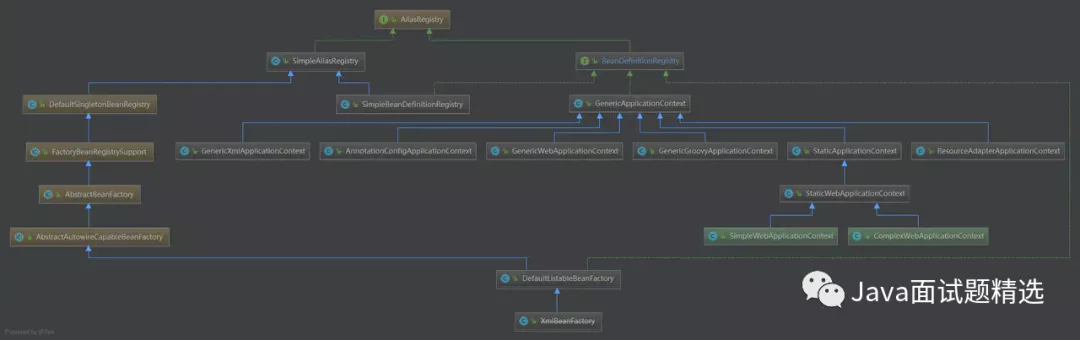 AliasRegistry
SimpleAliasRegistry
BeanDefinitionRegistry
DefaultSingletonBeanRegistry
SimpleBeanDefinitionRegistry
GenericApplicationContext
FactoryBeanRegistrySupport
GenericXmlApplicationContext
AnnotationConfigApplicationContext
GenericWebApplicationContext
GenericGroovyApplicationContext
StaticApplicationContext
ResourceAdapterApplicationContext
AbstractBeanFactory
StaticWebApplicationContext
AbstractAutowireCapableBeanFactory
SimpleWebApplicationContext
ComplexWebApplicationContext
DefaultListableBeanFactory
Java面试题精选
XmlBeanFactory
Powered by yFiles